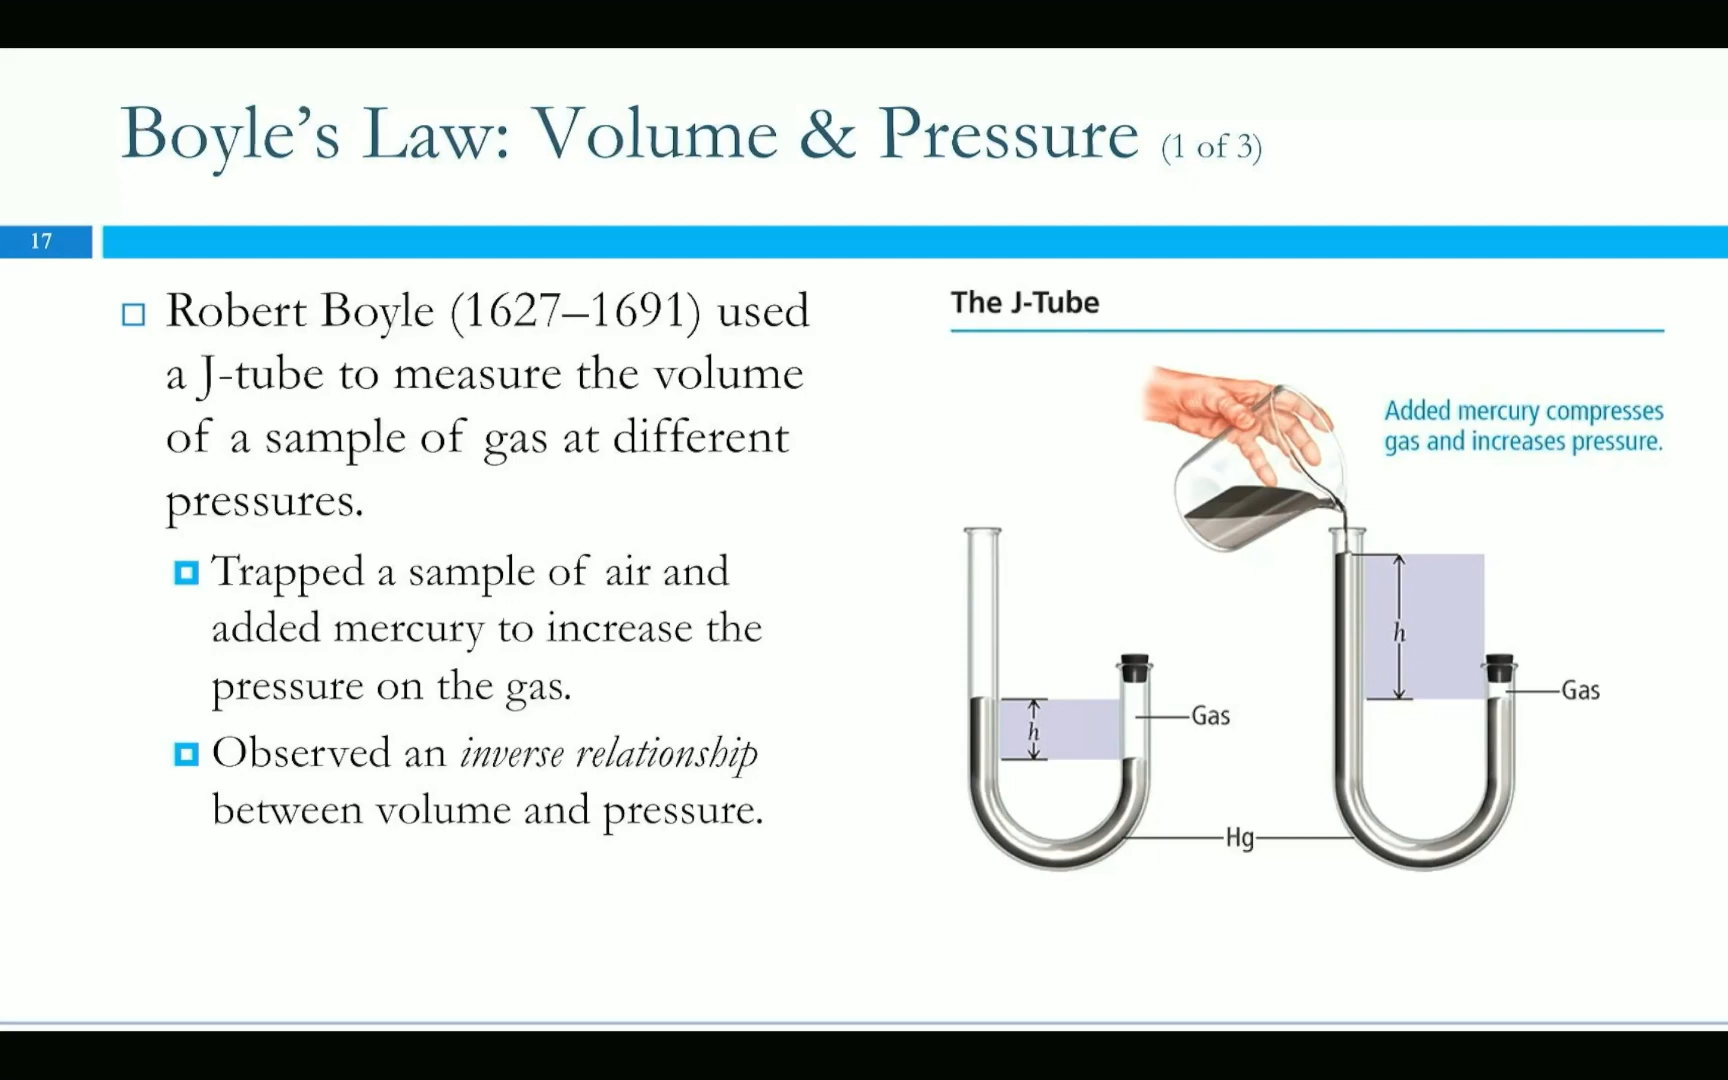 Boyle’s Law: Volume & Pressure (1 of 3)
17
Robert Boyle (1627–1691) used
a J-tube to measure the volume
of a sample of gas at different
pressures.
Trapped a sample of air and
added mercury to increase the
pressure on the gas.
Observed an inverse relationship
between volume and pressure.
The J-Tube
Added mercury compresses
gas and increases pressure.
h
Gas
h
Gas
Hg